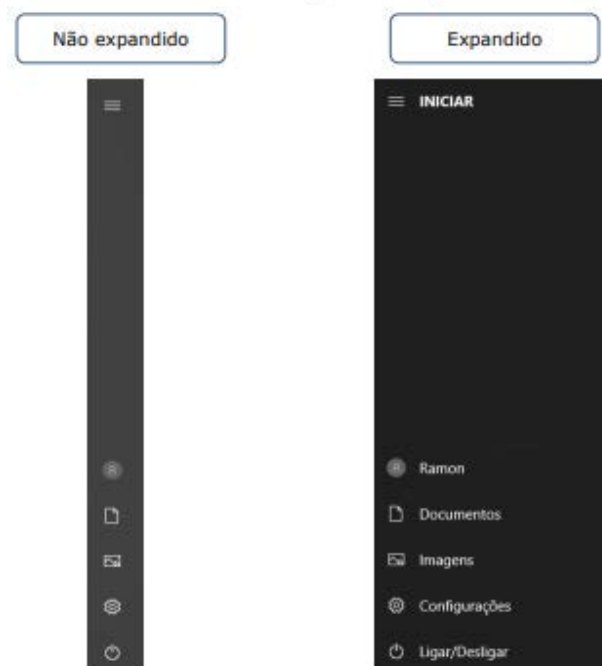 Não expandido
Expandido
INICIAR
Ramon
Documentos
Imagens
Configurações
Ligar/Desligar